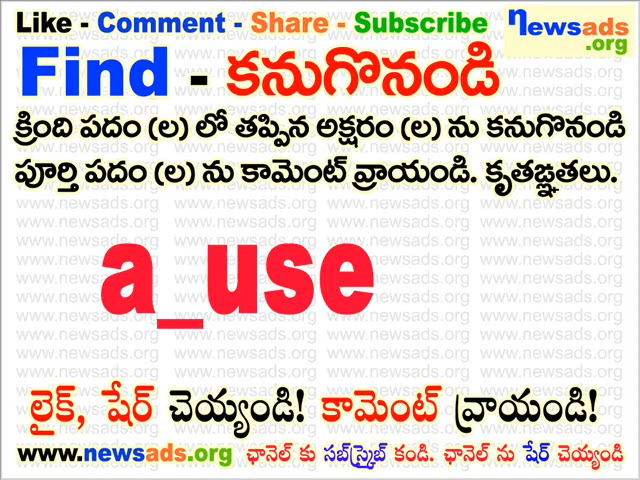 Like - Comment - Share - Subscribe
newsads
.org
Find - కనుగొనండి
క్రింది పదం (ల) లో తప్పిన అక్షరం (ల) ను కనుగొనండి
పూర్తి పదం (ల) ను కామెంట్ వ్రాయండి. కృతఙ్ఞతలు.
a_use
లైక్, షేర్ చెయ్యండి! కామెంట్ వ్రాయండి!
www.newsads.org ఛానెల్ కు సబ్‌స్క్రైబ్ కండి. ఛానెల్ ను షేర్ చెయ్యండి